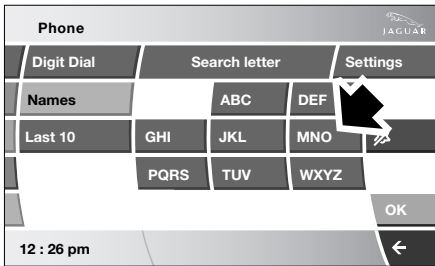 Phone
JAGUAR
Digit Dial Search letter Settings
Names ABC DEF
Last 10 GHI JKL MNO
PQRS TUV WXYZ
OK
12 : 26 pm